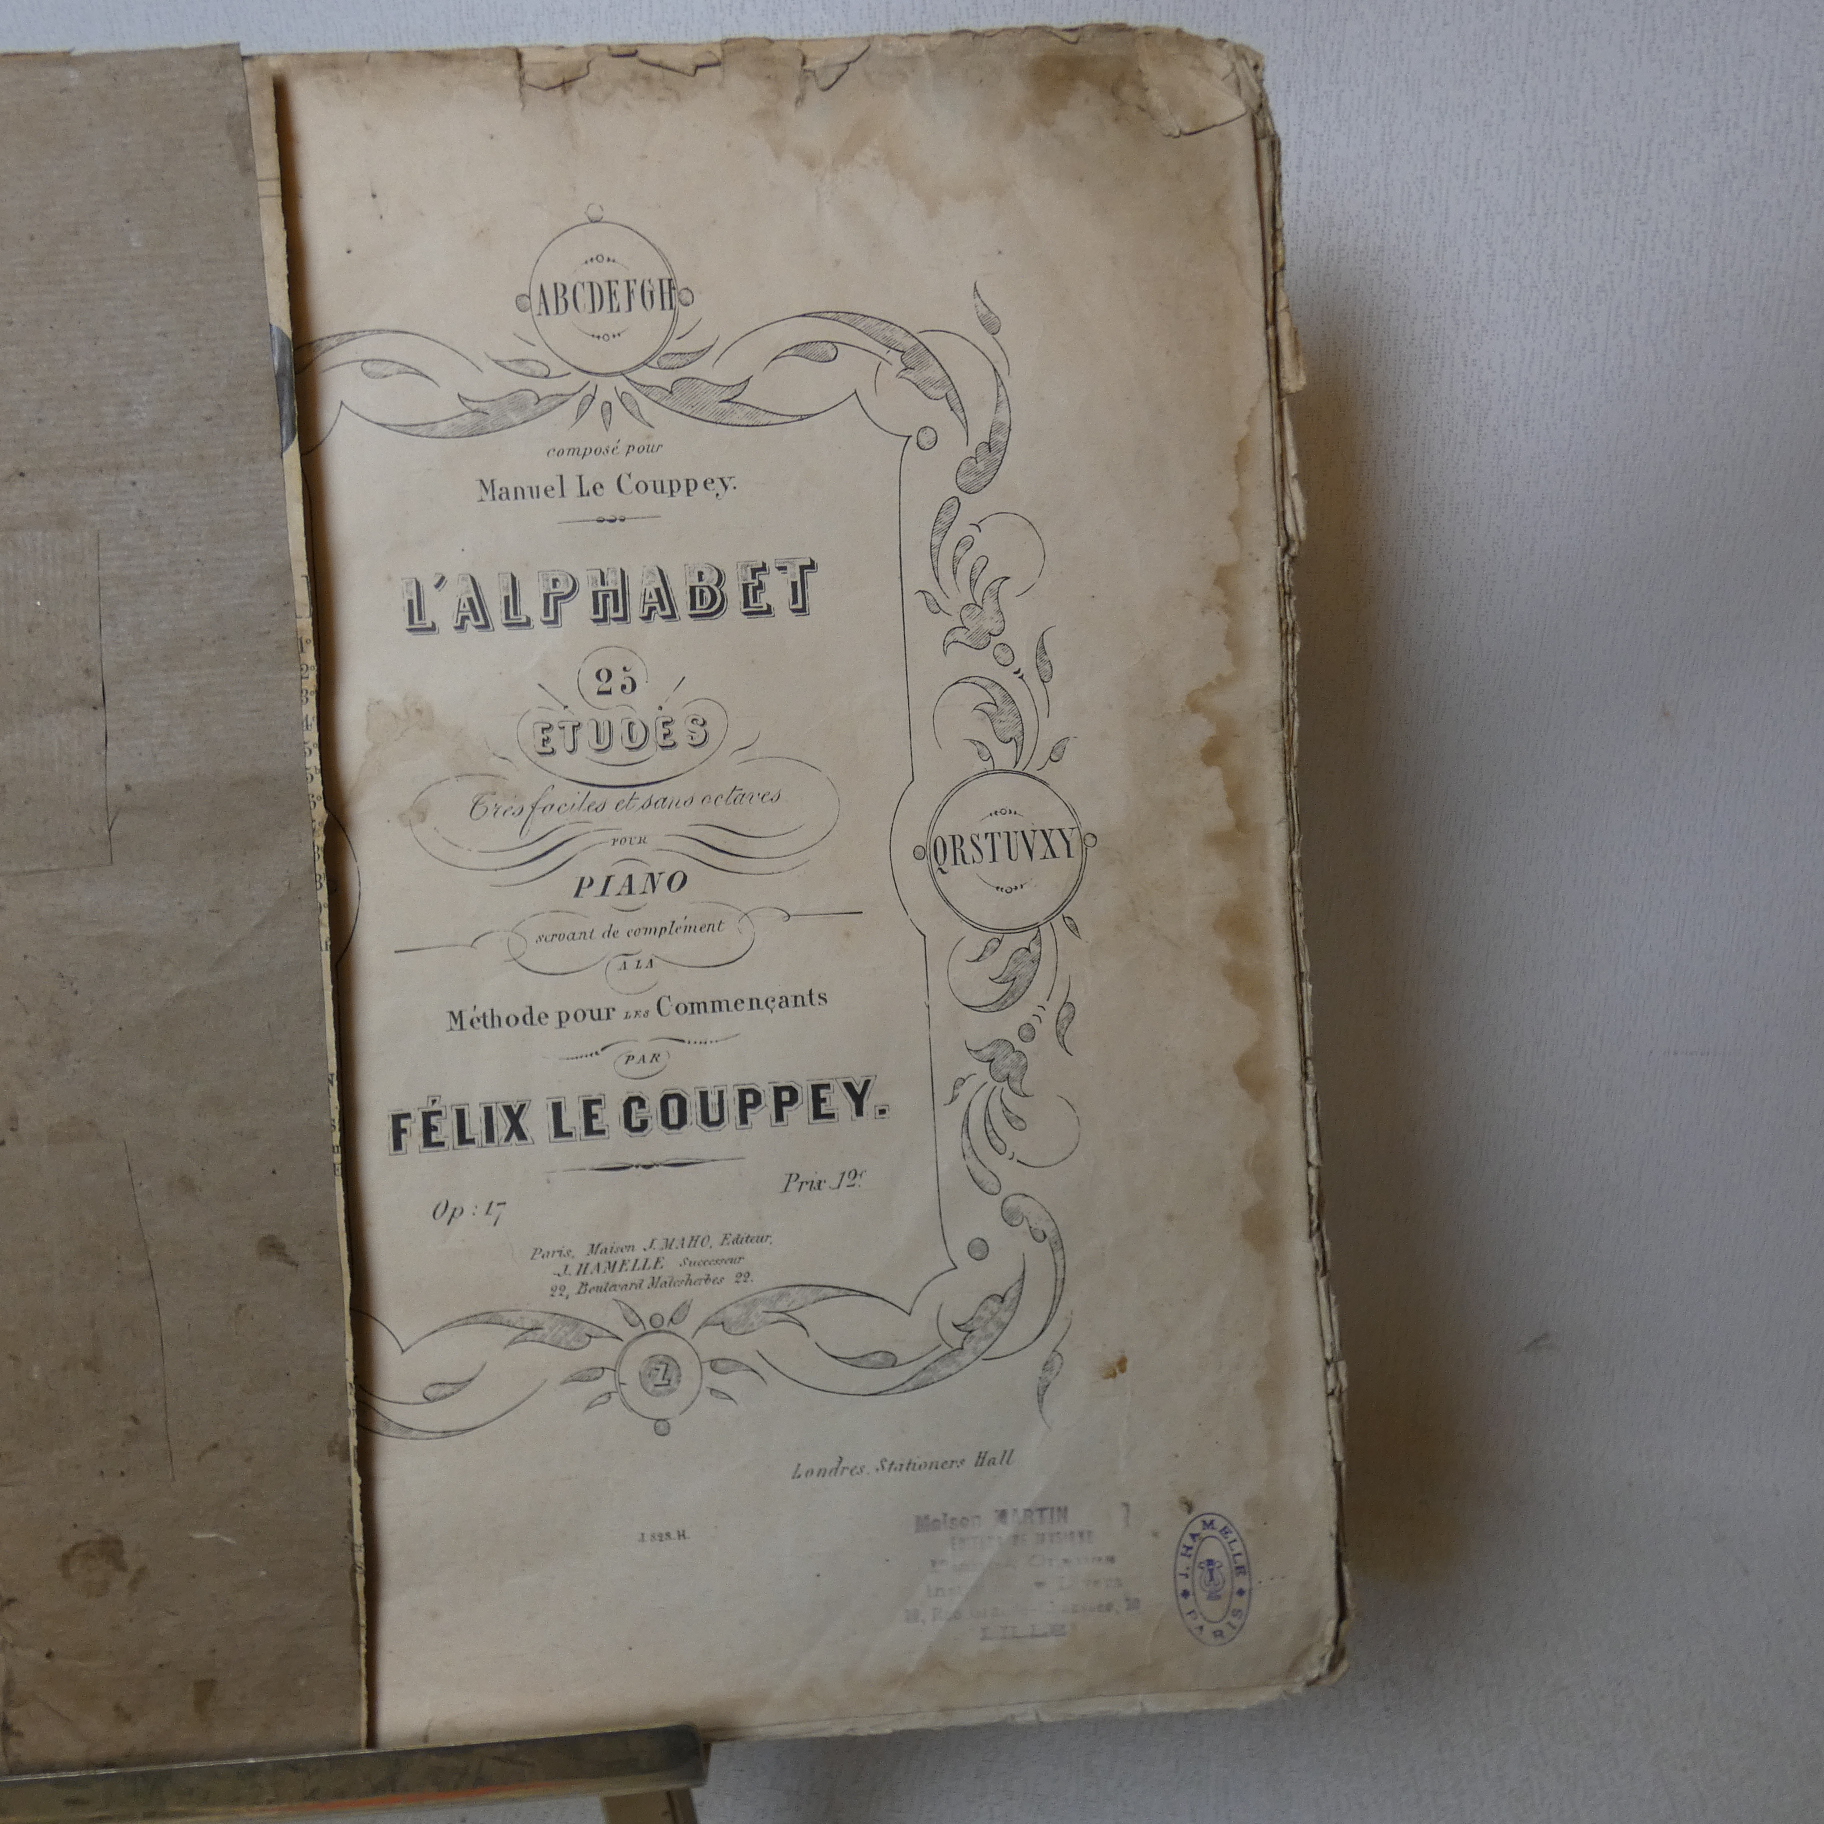 ABCDEFGH
composé pour
Manuel Le Couppey.
L'ALPHABET
25
ETUDES
Très faciles et sans octaves
POUR
PIANO
servant de complément
A LA
Méthode pour LES Commençants
PAR
FÉLIX LE COUPPEY.
Op : 17
Prix 12f
Paris, Maison J. MAHO, Editeur,
J. HAMELLE Successeur
22, Boulevard Malesherbes 22.
QRSTUVXY
Z
Londres, Stationers Hall
J. 828. H.
Maison MARTIN
J. HAMELLE
PARIS